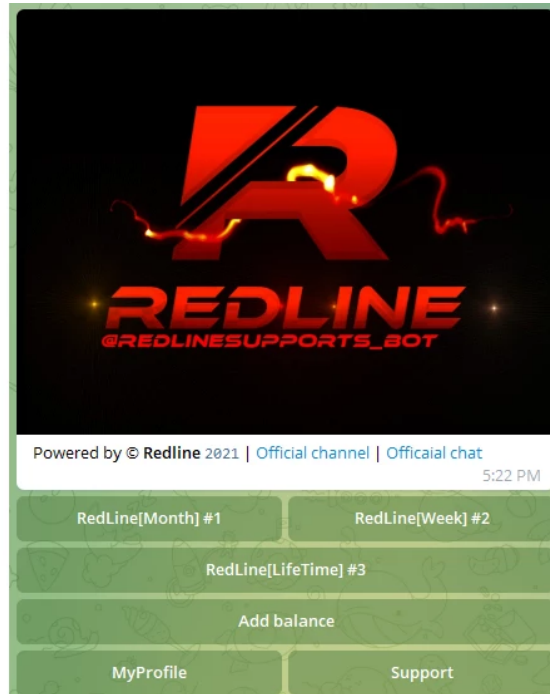 REDLINE
@REDLINESUPPORTS_BOT
Powered by © Redline 2021 | Official channel | Officaial chat
5:22 PM
RedLine[Month] #1
RedLine[Week] #2
RedLine[LifeTime] #3
Add balance
MyProfile
Support